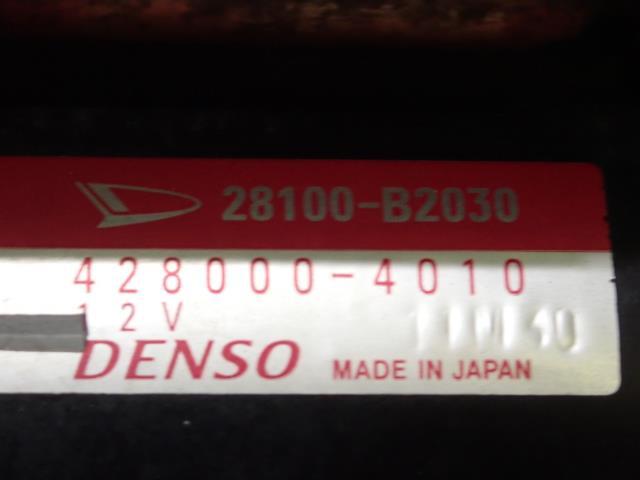 28100-B2030
428000-4010
12V
DENSO MADE IN JAPAN